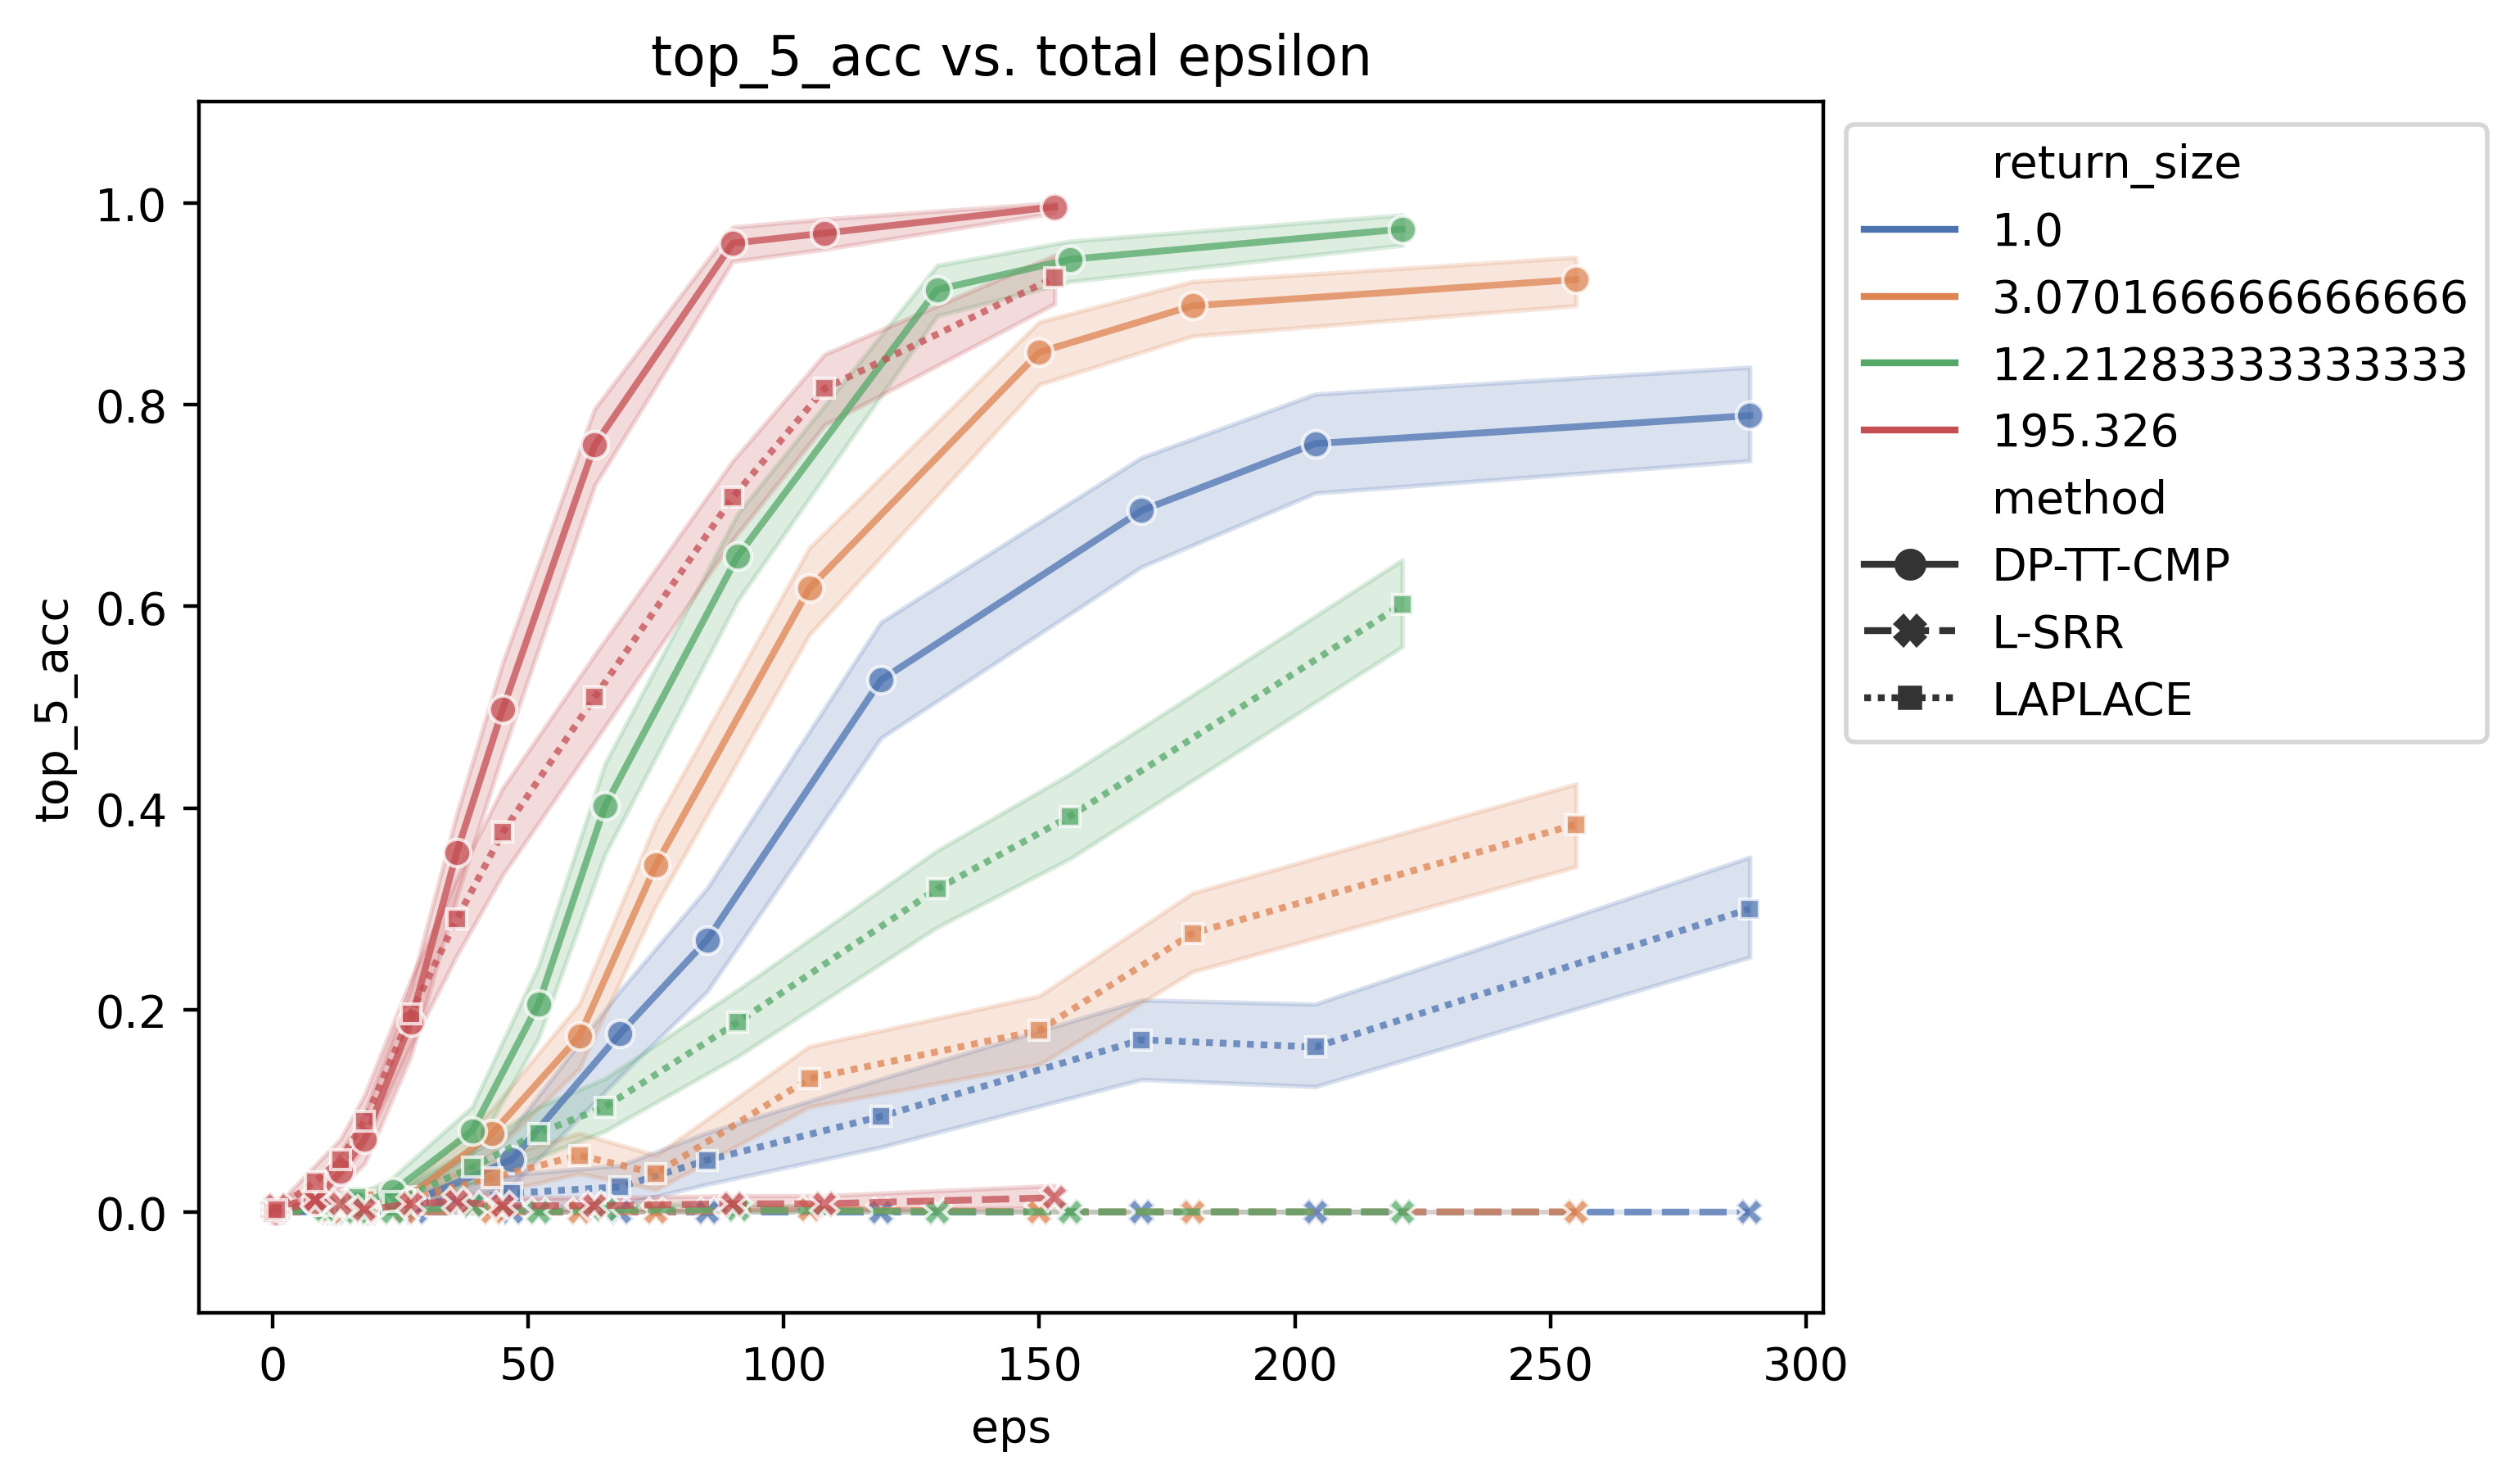 top_5_acc vs. total epsilon
top_5_acc
1.0
0.8
0.6
0.4
0.2
0.0
0
50
100
150
200
250
300
eps
return_size
1.0
3.0701666666666666
12.212833333333333
195.326
method
DP-TT-CMP
L-SRR
LAPLACE